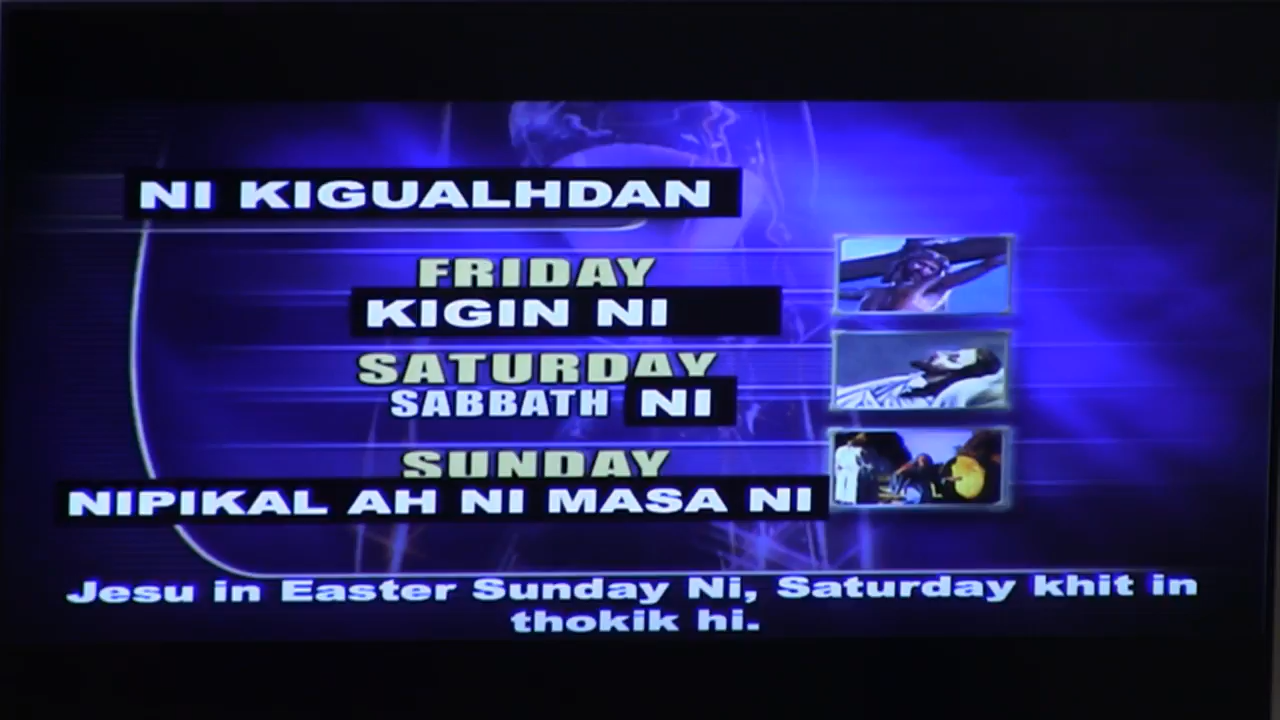 NI KIGUALHDAN
FRIDAY
KIGIN NI
SATURDAY
SABBATH NI
SUNDAY
NIPIKAL AH NI MASA NI
Jesu in Easter Sunday Ni, Saturday khit in
thokik hi.